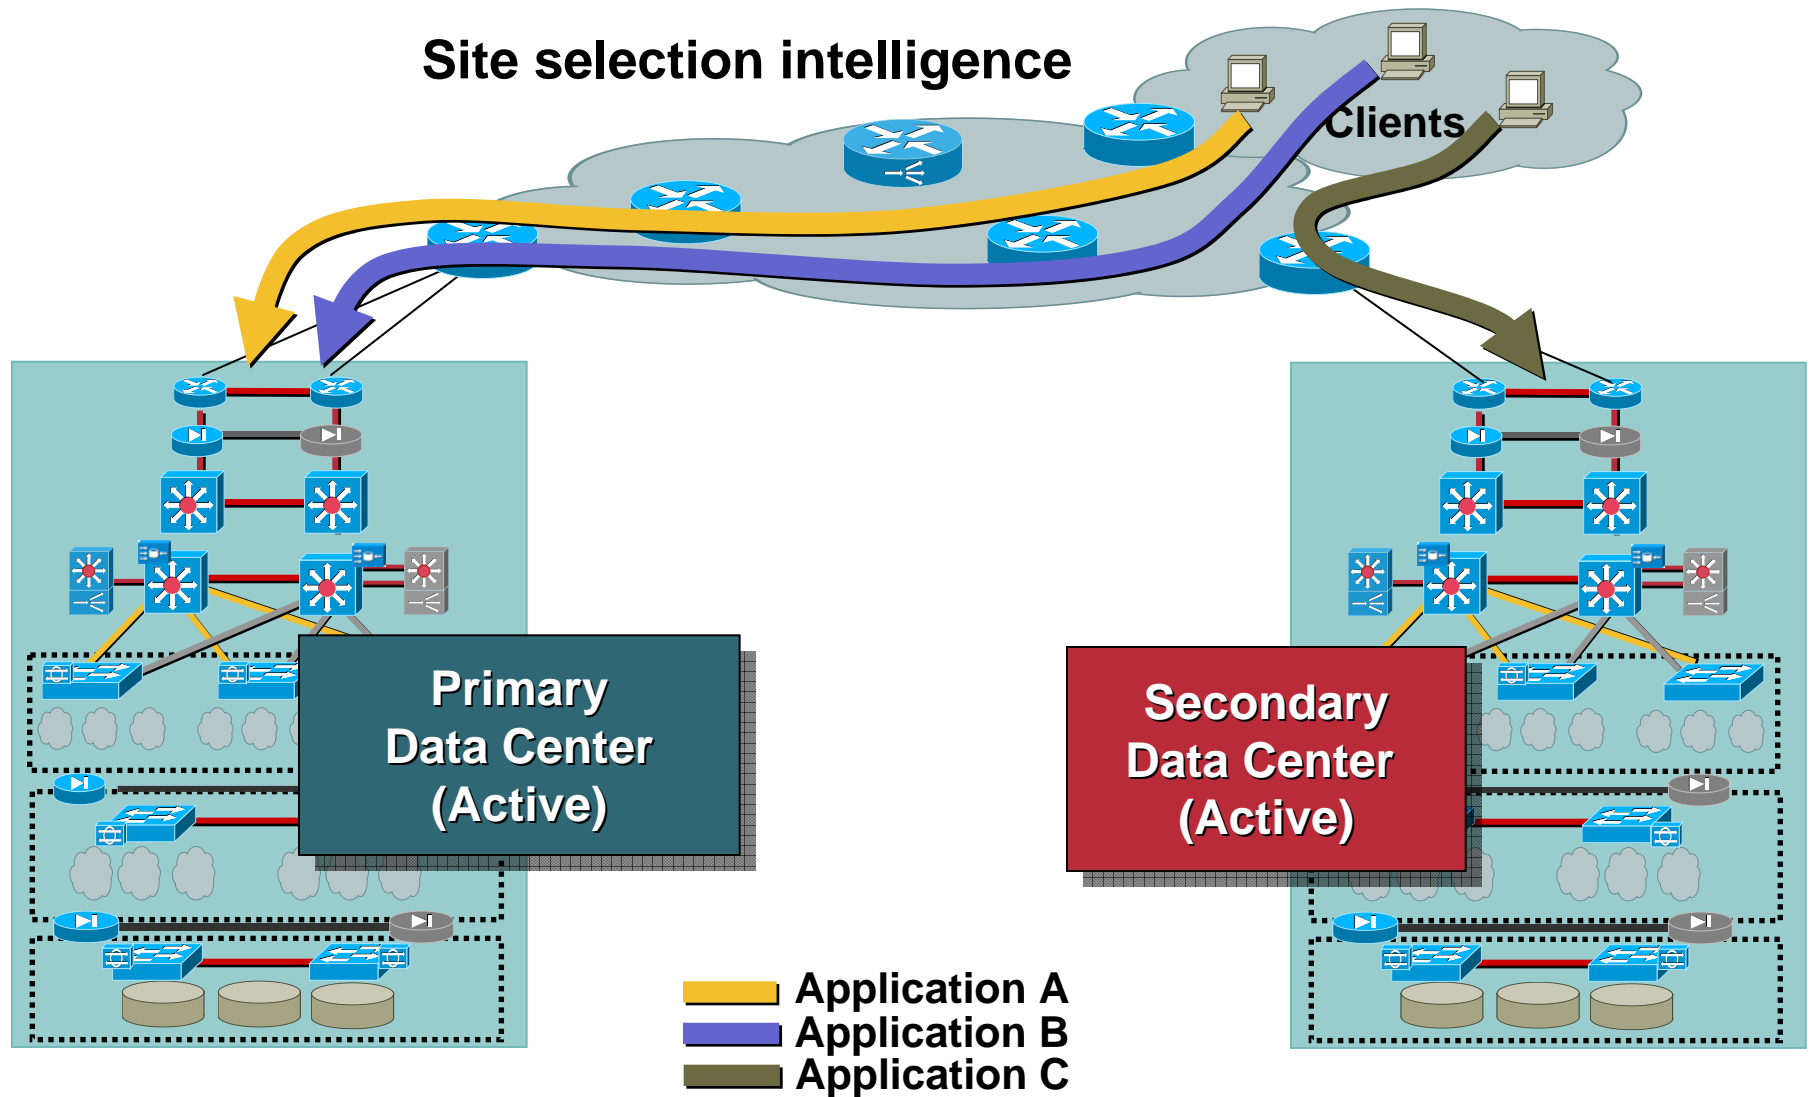 Site selection intelligence
Clients
Primary
Data Center
(Active)
Secondary
Data Center
(Active)
Application A
Application B
Application C